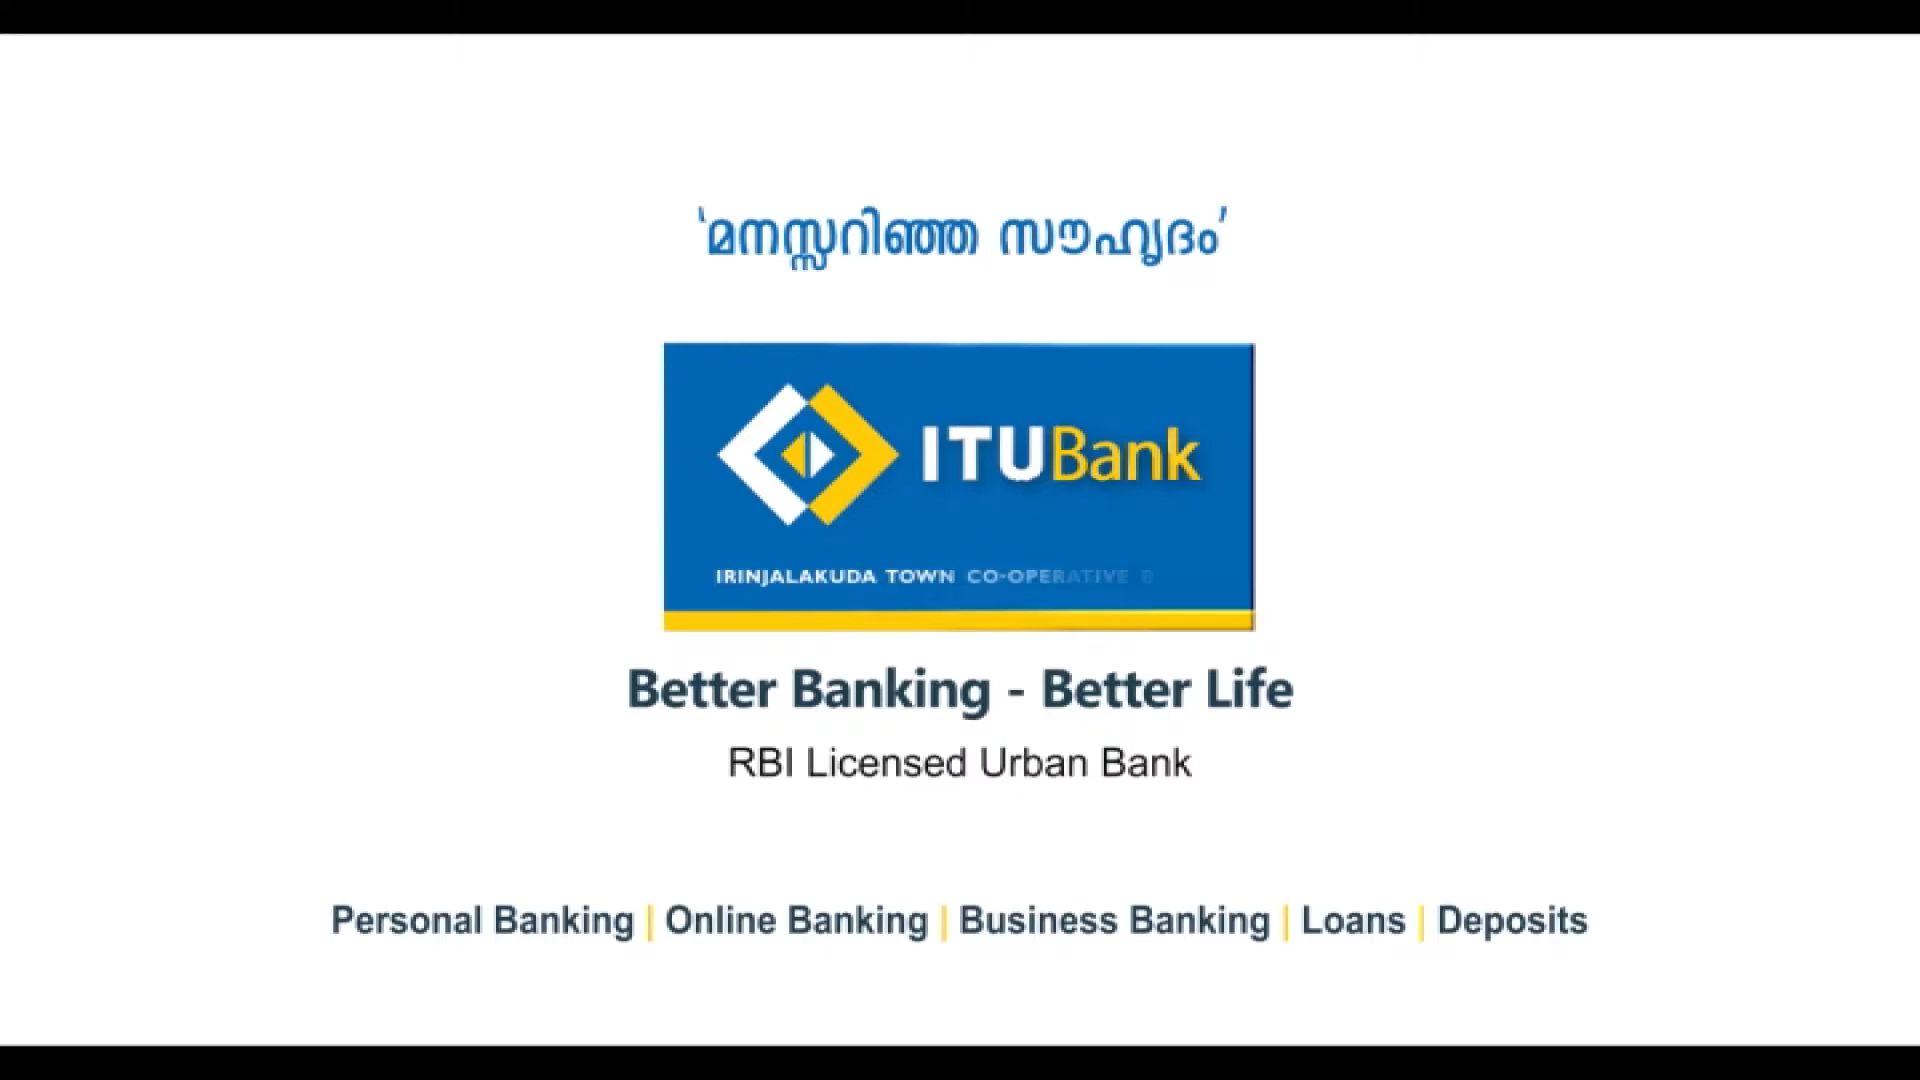 ‘മനസ്സറിഞ്ഞ സൗഹൃദം’
ITUBank
IRINJALAKUDA TOWN CO-OPERATIVE B
Better Banking - Better Life
RBI Licensed Urban Bank
Personal Banking | Online Banking | Business Banking | Loans | Deposits